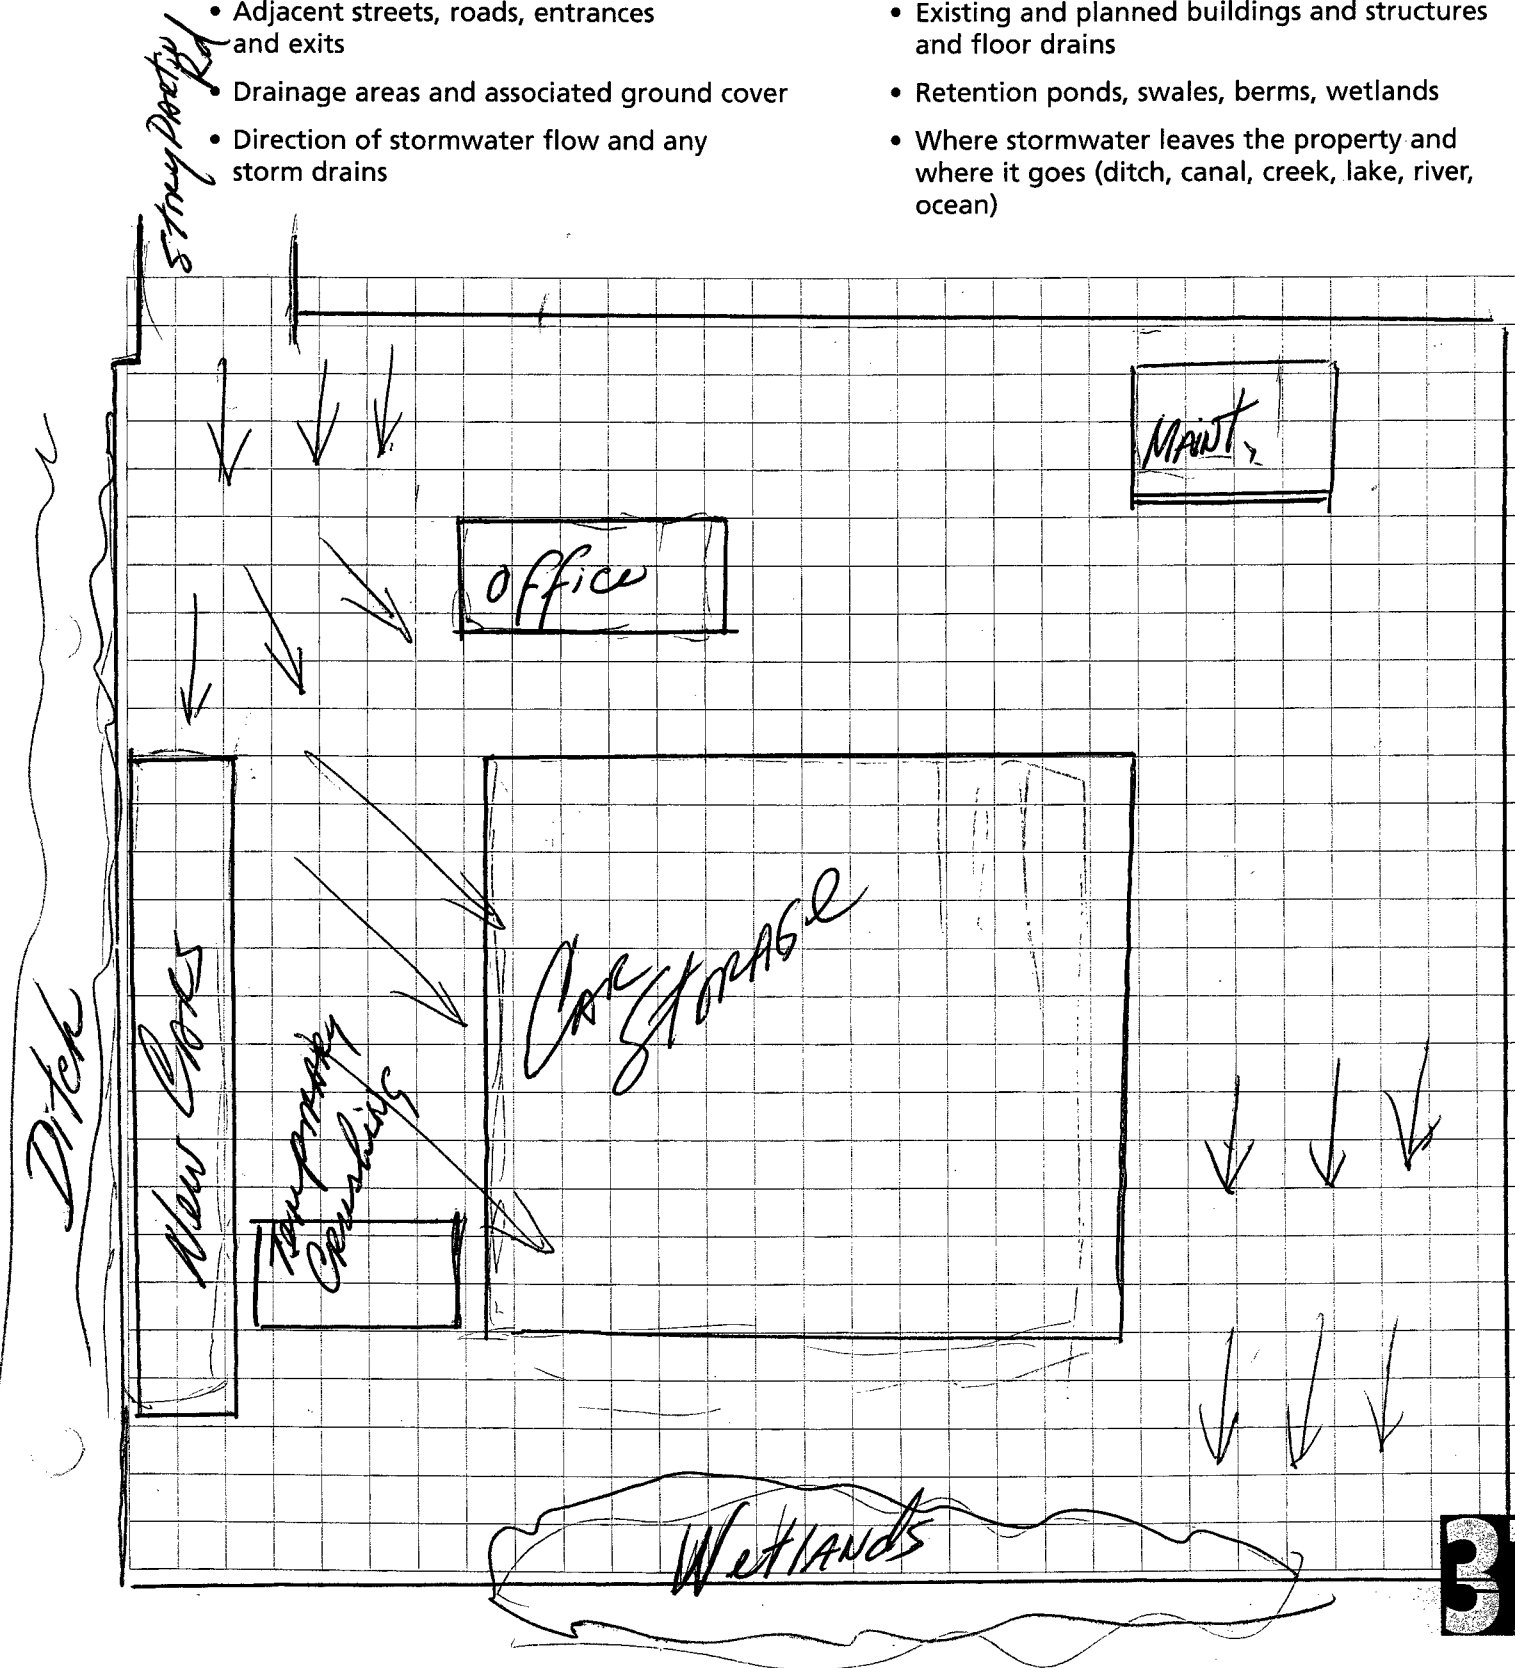 • Adjacent streets, roads, entrances
and exits
• Drainage areas and associated ground cover
• Direction of stormwater flow and any
storm drains
• Existing and planned buildings and structures
and floor drains
• Retention ponds, swales, berms, wetlands
• Where stormwater leaves the property and
where it goes (ditch, canal, creek, lake, river,
ocean)
Rd
MAINT.
office
CAR
STORAGE
Ditch
New CARS
Temporary
Crushing
Wetlands
3